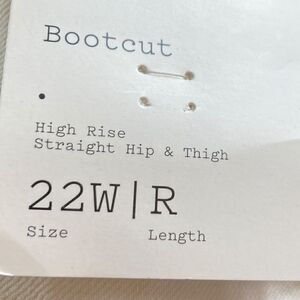 Bootcut
High Rise
Straight Hip & Thigh
22W|R
Size Length